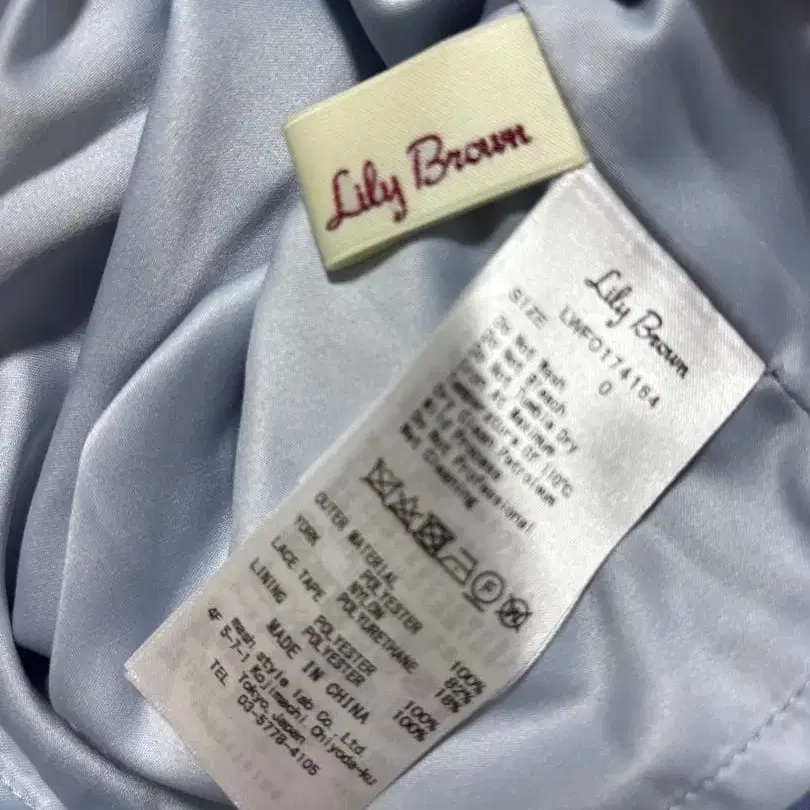 Lily Brown
Lily Brown
LWFO174164
SIZE 0
Do Not Wash
Do Not Bleach
Do Not Tumble Dry
Iron At Maximum
Temperature Of 110℃
Mild Clean Petroleum
Dry Process
Do Not Professional
Wet Cleaning
OUTER MATERIAL
POLYESTER 100%
YORK NYLON 82%
POLYURETHANE 18%
LACE TAPE POLYESTER 100%
LINING POLYESTER 100%
MADE IN CHINA
mash style lab Co., Ltd.
4F 5-7-1 Kojimachi, Chiyoda-ku
Tokyo, Japan
TEL 03-5778-4105